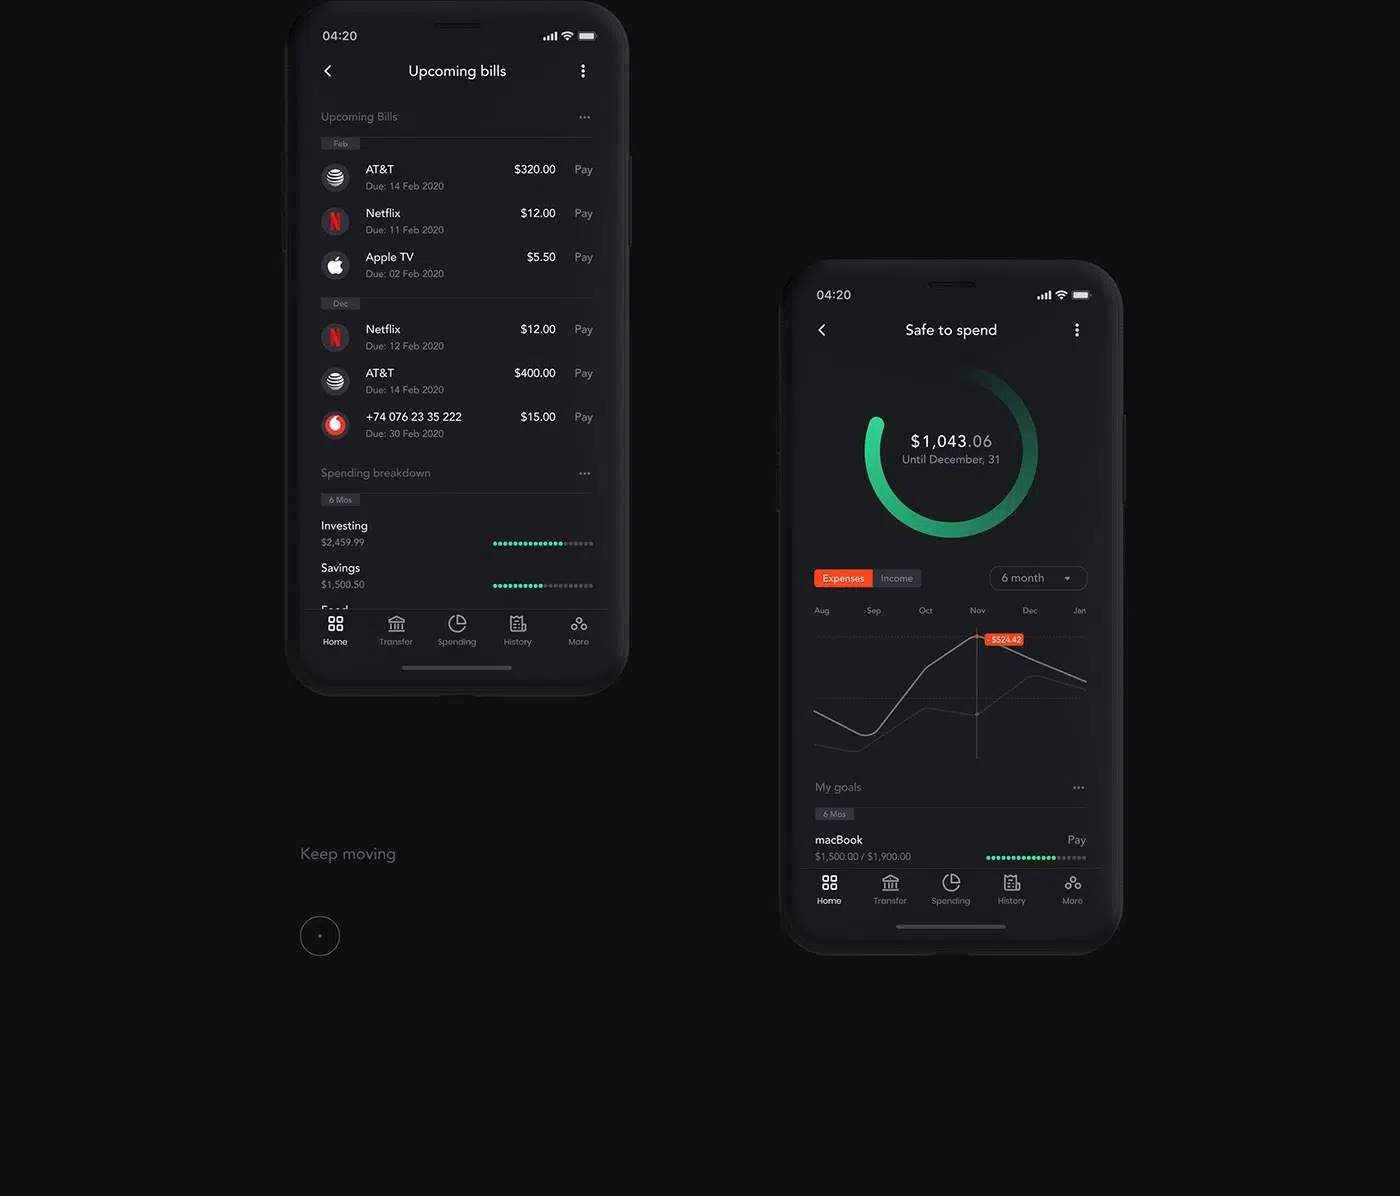 04:20
Upcoming bills
Upcoming Bills
Feb
AT&T
$320.00
Pay
Due: 14 Feb 2020
Netflix
$12.00
Pay
Due: 11 Feb 2020
Apple TV
$5.50
Pay
Due: 02 Feb 2020
Dec
Netflix
$12.00
Pay
Due: 12 Feb 2020
AT&T
$400.00
Pay
Due: 14 Feb 2020
+74 076 23 35 222
$15.00
Pay
Due: 30 Feb 2020
Spending breakdown
6 Mos
Investing
$2,459.99
Savings
$1,500.50
Food
Home
Transfer
Spending
History
More
Keep moving
04:20
Safe to spend
$1,043.06
Until December, 31
Expenses
Income
6 month
Aug
Sep
Oct
Nov
Dec
Jan
- $524.42
My goals
6 Mos
macBook
Pay
$1,500.00 / $1,900.00
Home
Transfer
Spending
History
More